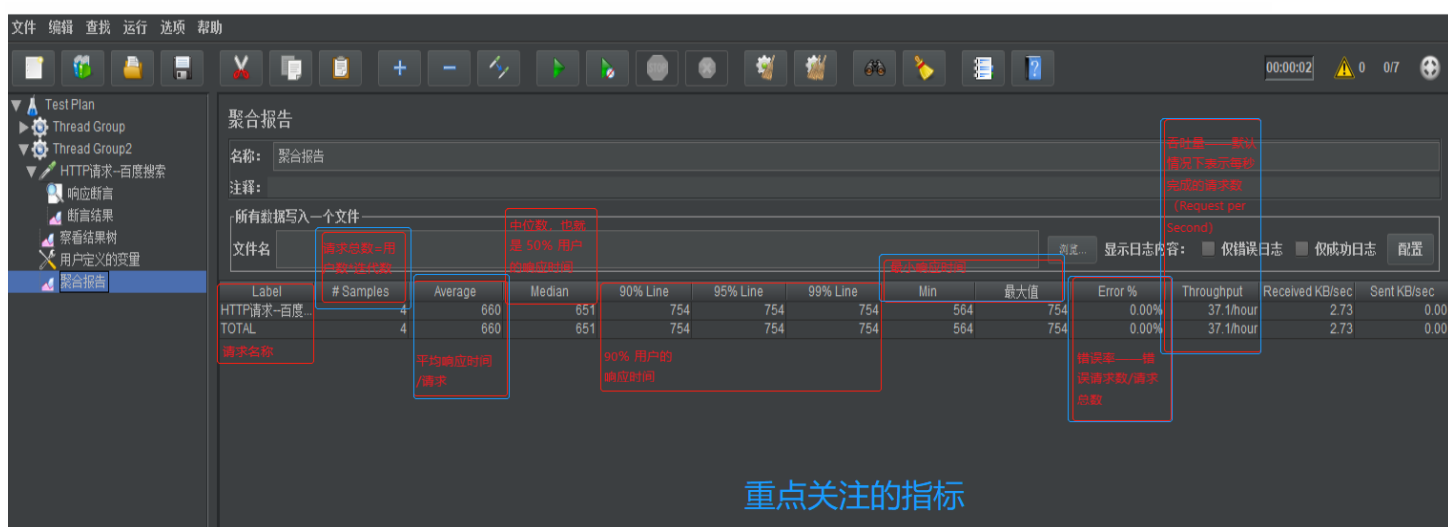 文件 编辑 查找 运行 选项 帮助
00:00:02 0 0/7
Test Plan
Thread Group
Thread Group2
HTTP请求--百度搜索
响应断言
断言结果
察看结果树
用户定义的变量
聚合报告
聚合报告
名称: 聚合报告
注释:
所有数据写入一个文件
文件名
浏览...
显示日志内容: 仅错误日志 仅成功日志 配置
吞吐量——默认
情况下表示每秒
完成的请求数
(Request per
Second)
请求总数=用
中位数, 也就
是 50% 用户
的响应时间
最小响应时间
Label # Samples Average Median 90% Line 95% Line 99% Line Min 最大值 Error % Throughput Received KB/sec Sent KB/sec
HTTP请求--百度... 4 660 651 754 754 754 564 754 0.00% 37.1/hour 2.73 0.00
TOTAL 4 660 651 754 754 754 564 754 0.00% 37.1/hour 2.73 0.00
请求名称
平均响应时间
/请求
90% 用户的
响应时间
错误率——错
误请求数/请求
总数
重点关注的指标